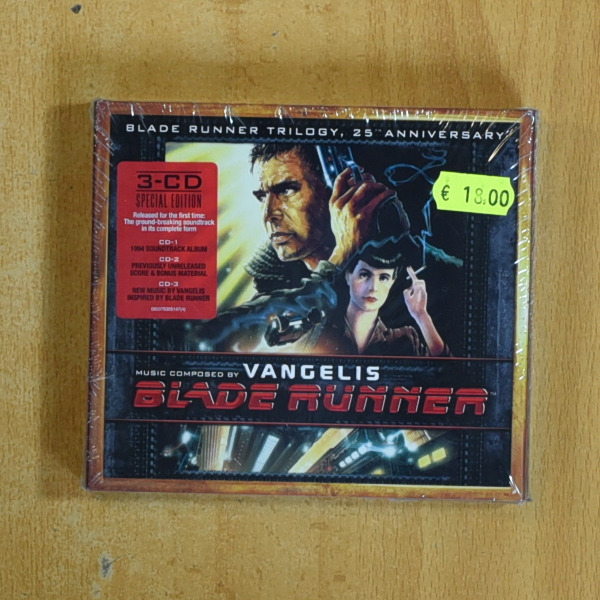 BLADE RUNNER TRILOGY, 25TH ANNIVERSARY
3-CD
SPECIAL EDITION
Released for the first time:
The ground-breaking soundtrack
in its complete form
CD-1
1994 SOUNDTRACK ALBUM
CD-2
PREVIOUSLY UNRELEASED
SCORE & BONUS MATERIAL
CD-3
NEW MUSIC BY VANGELIS
INSPIRED BY BLADE RUNNER
€ 18.00
MUSIC COMPOSED BY VANGELIS
BLADE RUNNER™